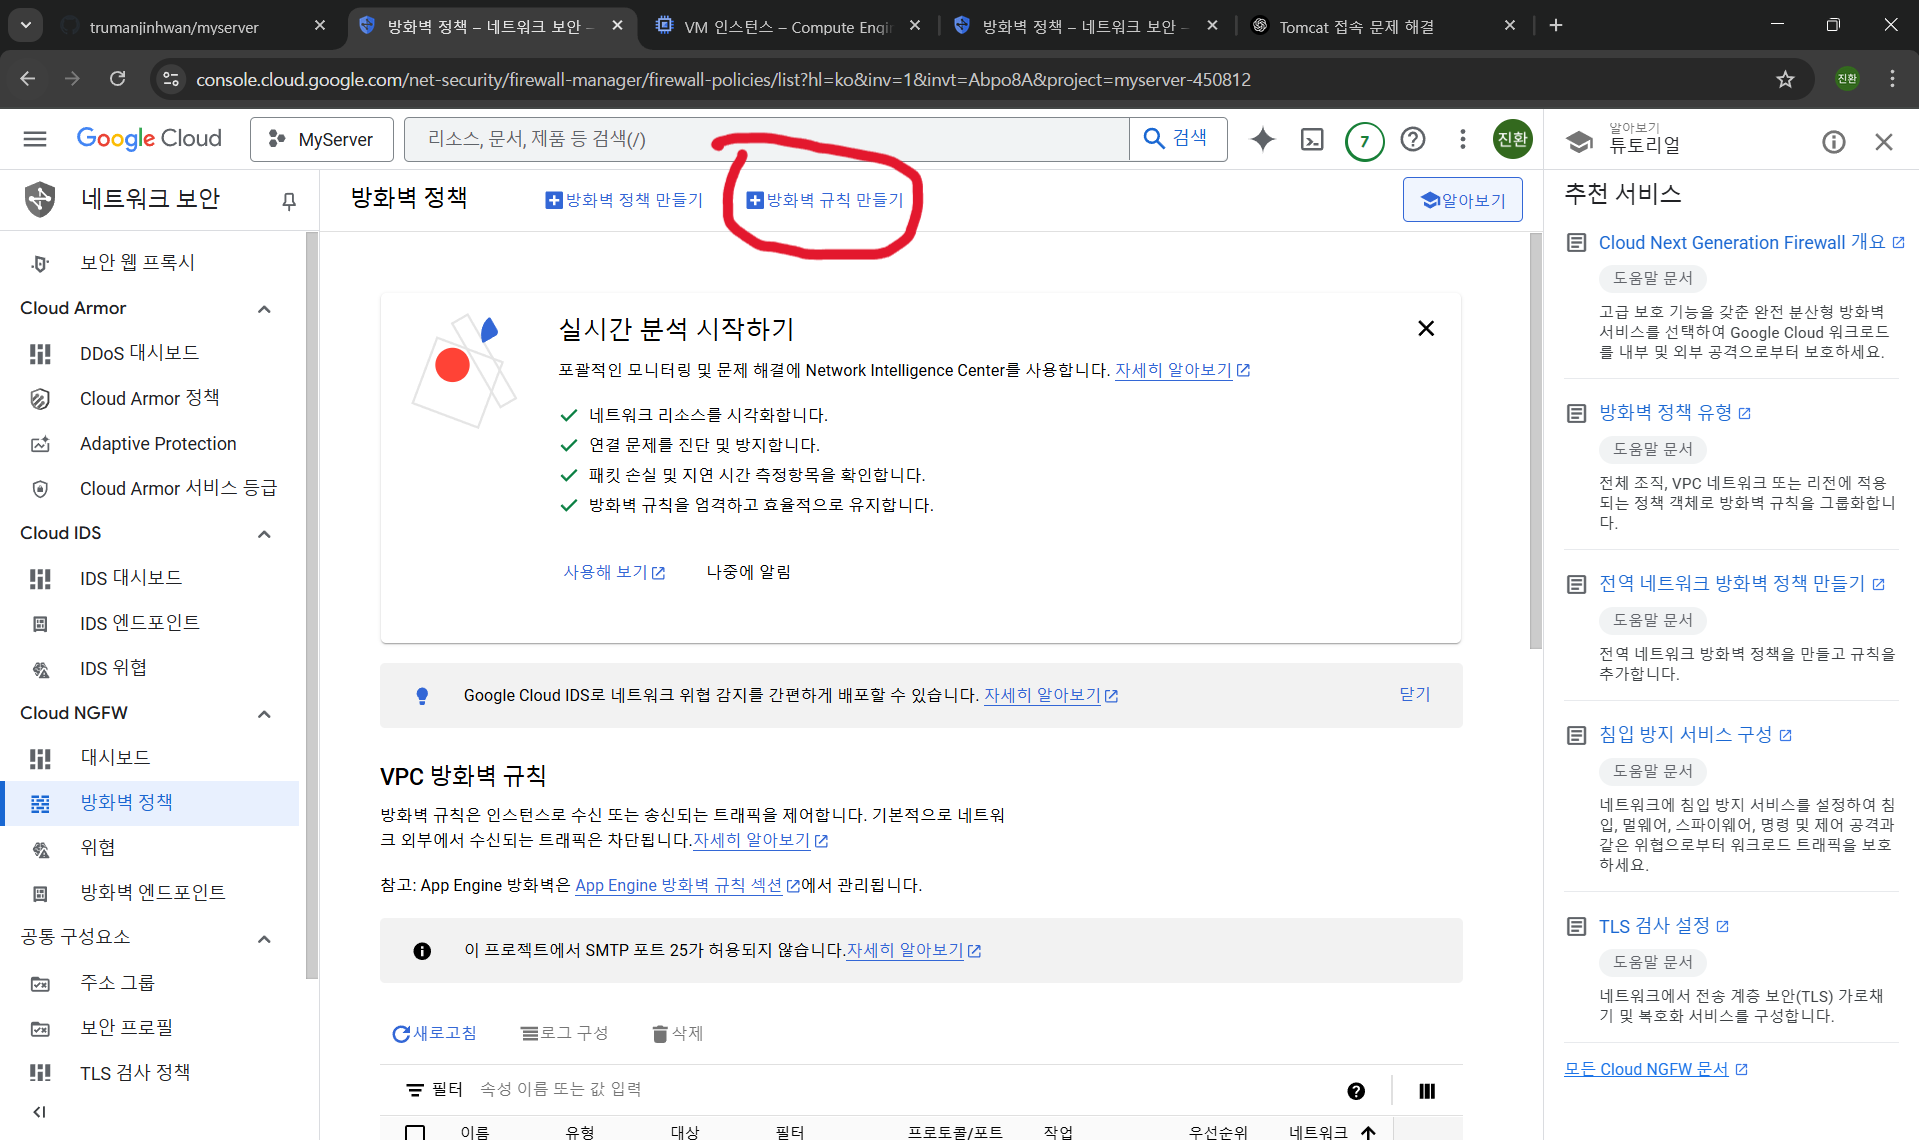 trumanjinhwan/myserver
방화벽 정책 – 네트워크 보안 –
VM 인스턴스 – Compute Engin
방화벽 정책 – 네트워크 보안 –
Tomcat 접속 문제 해결
console.cloud.google.com/net-security/firewall-manager/firewall-policies/list?hl=ko&inv=1&invt=Abpo8A&project=myserver-450812
진환
Google Cloud
MyServer
리소스, 문서, 제품 등 검색(/)
검색
7
진환
알아보기
튜토리얼
네트워크 보안
보안 웹 프록시
Cloud Armor
DDoS 대시보드
Cloud Armor 정책
Adaptive Protection
Cloud Armor 서비스 등급
Cloud IDS
IDS 대시보드
IDS 엔드포인트
IDS 위협
Cloud NGFW
대시보드
방화벽 정책
위협
방화벽 엔드포인트
공통 구성요소
주소 그룹
보안 프로필
TLS 검사 정책
방화벽 정책
방화벽 정책 만들기
방화벽 규칙 만들기
알아보기
실시간 분석 시작하기
포괄적인 모니터링 및 문제 해결에 Network Intelligence Center를 사용합니다. 자세히 알아보기
네트워크 리소스를 시각화합니다.
연결 문제를 진단 및 방지합니다.
패킷 손실 및 지연 시간 측정항목을 확인합니다.
방화벽 규칙을 엄격하고 효율적으로 유지합니다.
사용해 보기
나중에 알림
Google Cloud IDS로 네트워크 위협 감지를 간편하게 배포할 수 있습니다. 자세히 알아보기
닫기
VPC 방화벽 규칙
방화벽 규칙은 인스턴스로 수신 또는 송신되는 트래픽을 제어합니다. 기본적으로 네트워
크 외부에서 수신되는 트래픽은 차단됩니다.자세히 알아보기
참고: App Engine 방화벽은 App Engine 방화벽 규칙 섹션에서 관리됩니다.
이 프로젝트에서 SMTP 포트 25가 허용되지 않습니다.자세히 알아보기
새로고침
로그 구성
삭제
필터
속성 이름 또는 값 입력
이름
유형
대상
필터
프로토콜/포트
작업
우선순위
네트워크
추천 서비스
Cloud Next Generation Firewall 개요
도움말 문서
고급 보호 기능을 갖춘 완전 분산형 방화벽
서비스를 선택하여 Google Cloud 워크로드
를 내부 및 외부 공격으로부터 보호하세요.
방화벽 정책 유형
도움말 문서
전체 조직, VPC 네트워크 또는 리전에 적용
되는 정책 객체로 방화벽 규칙을 그룹화합니
다.
전역 네트워크 방화벽 정책 만들기
도움말 문서
전역 네트워크 방화벽 정책을 만들고 규칙을
추가합니다.
침입 방지 서비스 구성
도움말 문서
네트워크에 침입 방지 서비스를 설정하여 침
입, 멀웨어, 스파이웨어, 명령 및 제어 공격과
같은 위협으로부터 워크로드 트래픽을 보호
하세요.
TLS 검사 설정
도움말 문서
네트워크에서 전송 계층 보안(TLS) 가로채
기 및 복호화 서비스를 구성합니다.
모든 Cloud NGFW 문서